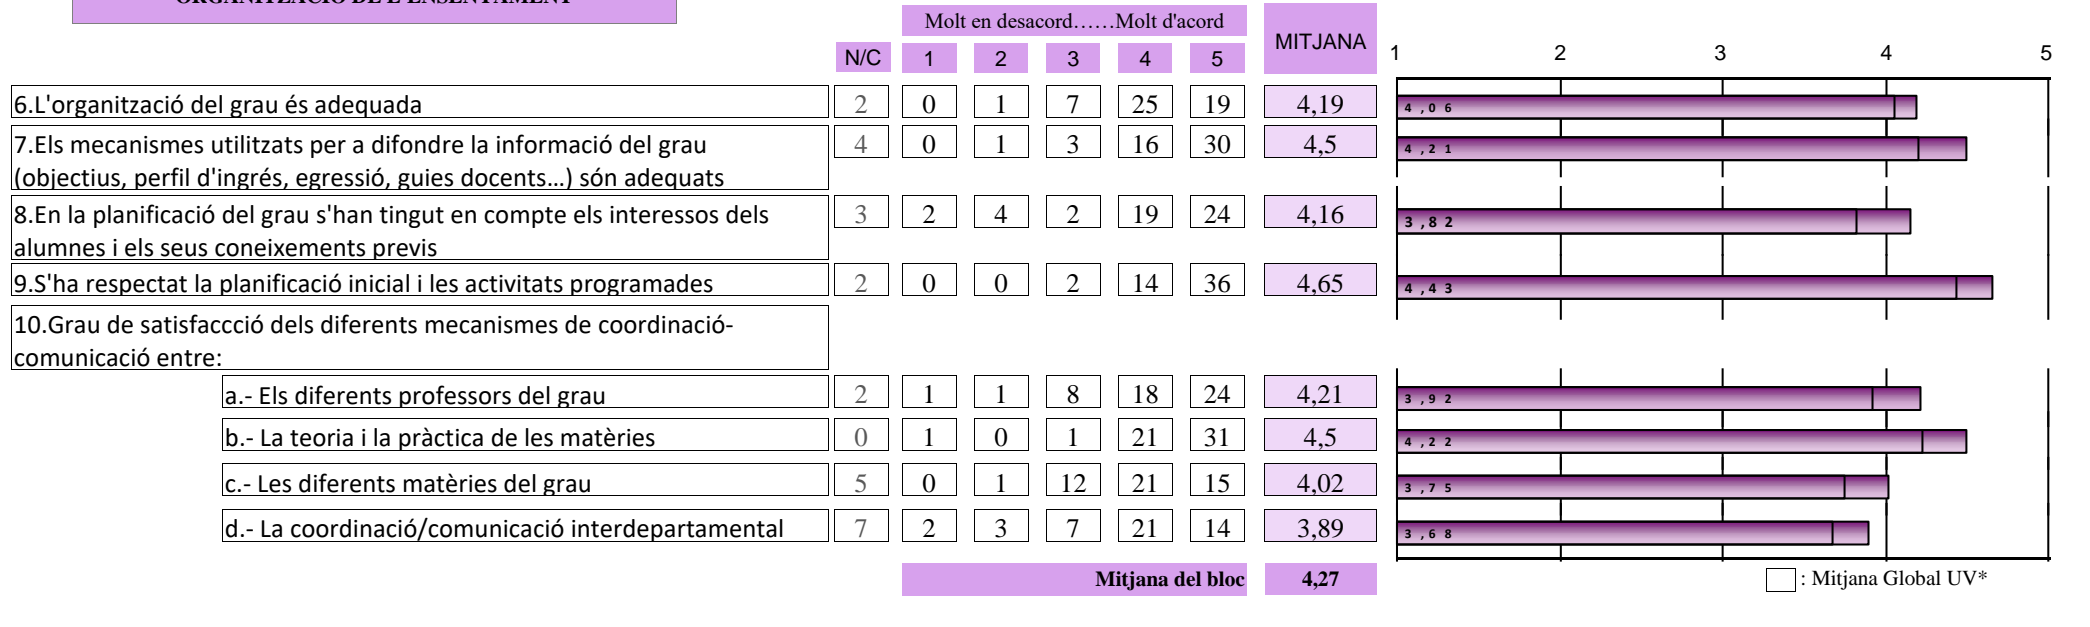 Molt en desacord……Molt d'acord
MITJANA
N/C 1 2 3 4 5
1 2 3 4 5
6.L'organització del grau és adequada 2 0 1 7 25 19 4,19 4,06
7.Els mecanismes utilitzats per a difondre la informació del grau
(objectius, perfil d'ingrés, egressió, guies docents…) són adequats 4 0 1 3 16 30 4,5 4,21
8.En la planificació del grau s'han tingut en compte els interessos dels
alumnes i els seus coneixements previs 3 2 4 2 19 24 4,16 3,82
9.S'ha respectat la planificació inicial i les activitats programades 2 0 0 2 14 36 4,65 4,43
10.Grau de satisfaccció dels diferents mecanismes de coordinació-
comunicació entre:
a.- Els diferents professors del grau 2 1 1 8 18 24 4,21 3,92
b.- La teoria i la pràctica de les matèries 0 1 0 1 21 31 4,5 4,22
c.- Les diferents matèries del grau 5 0 1 12 21 15 4,02 3,75
d.- La coordinació/comunicació interdepartamental 7 2 3 7 21 14 3,89 3,68
Mitjana del bloc 4,27
: Mitjana Global UV*